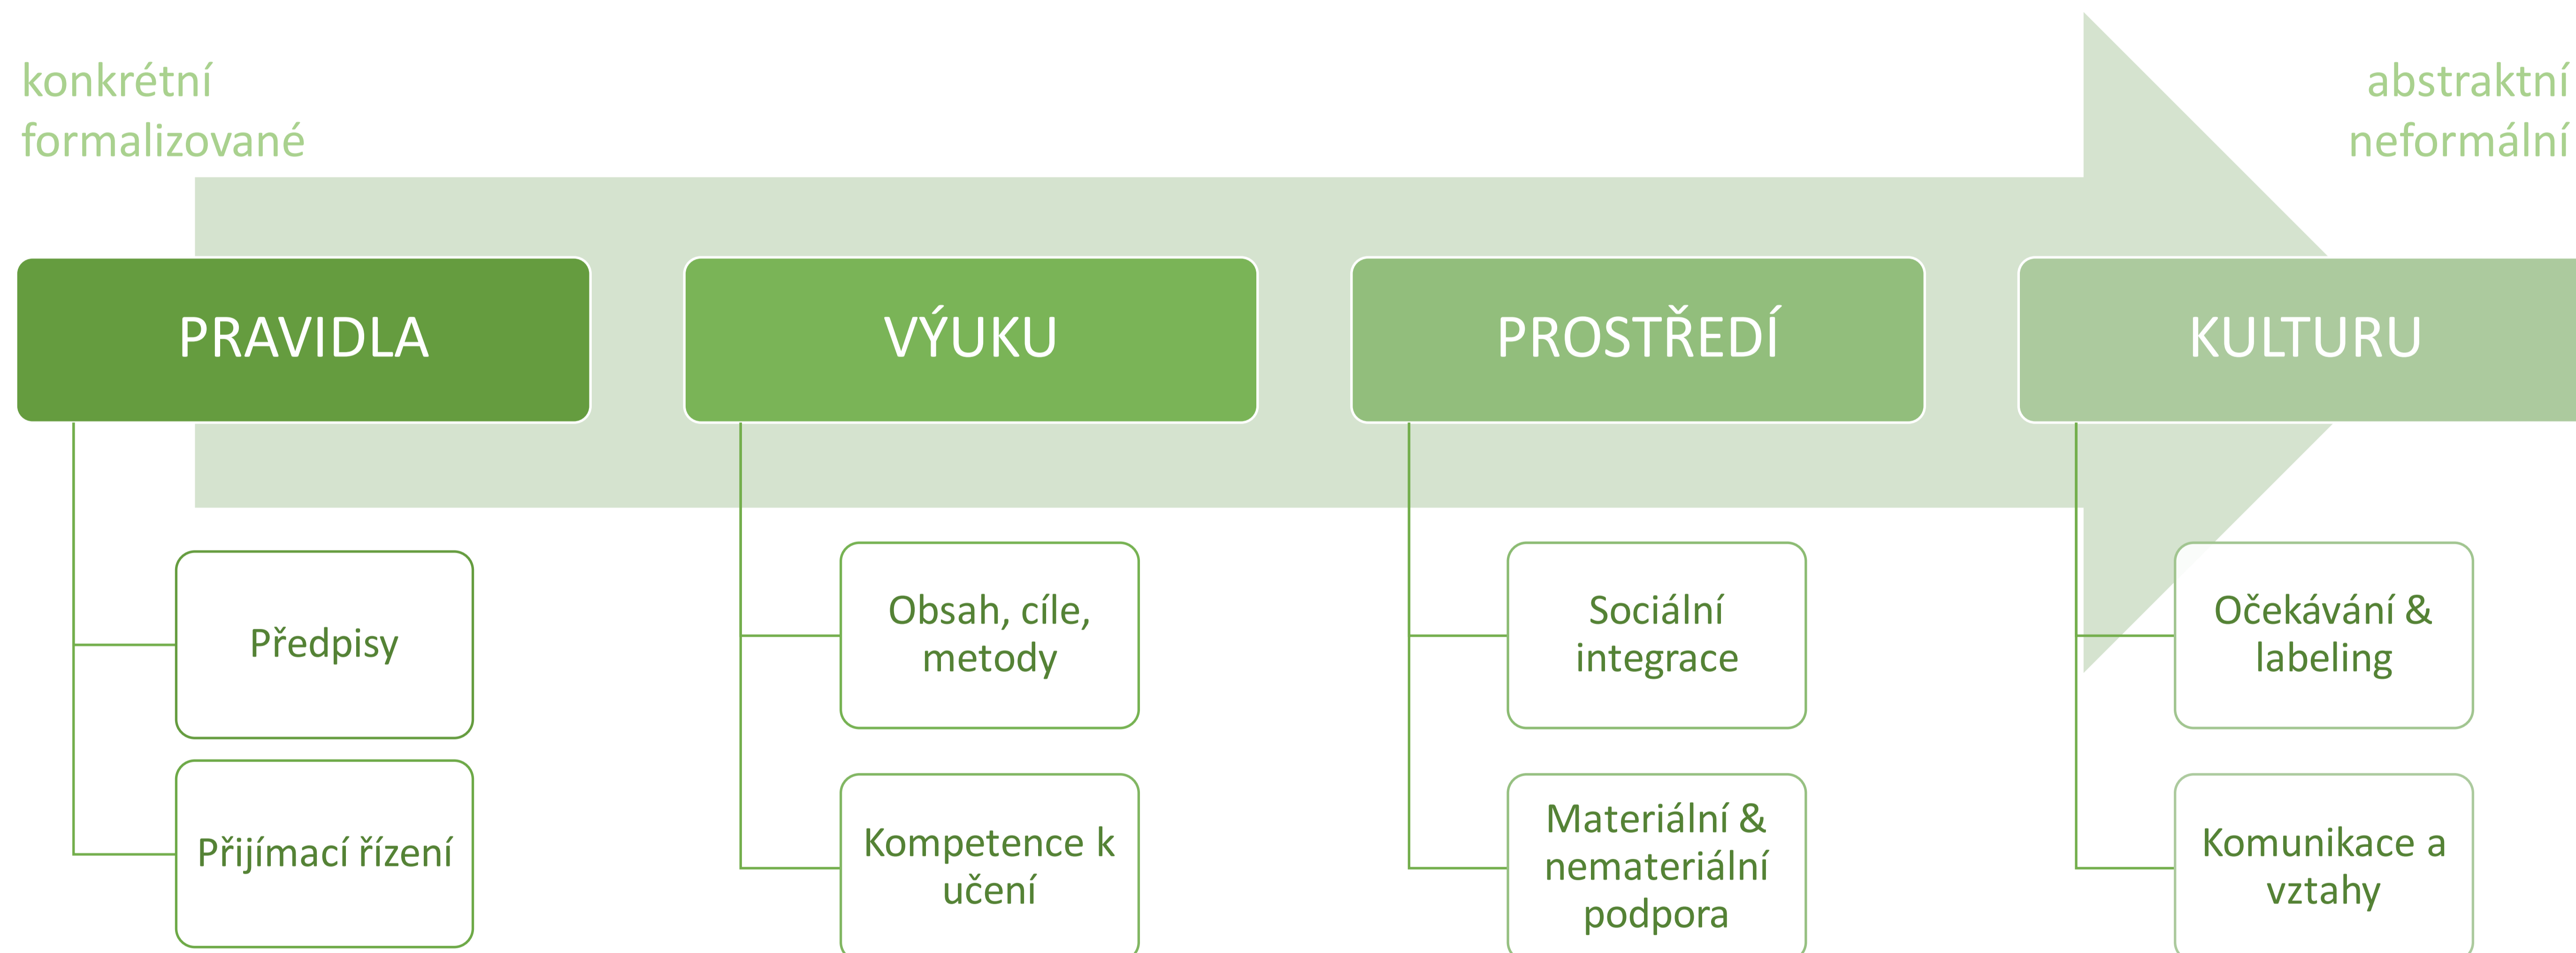 konkrétní
formalizované
abstraktní
neformální
PRAVIDLA
VÝUKU
PROSTŘEDÍ
KULTURU
Předpisy
Přijímací řízení
Obsah, cíle,
metody
Kompetence k
učení
Sociální
integrace
Materiální &
nemateriální
podpora
Očekávání &
labeling
Komunikace a
vztahy